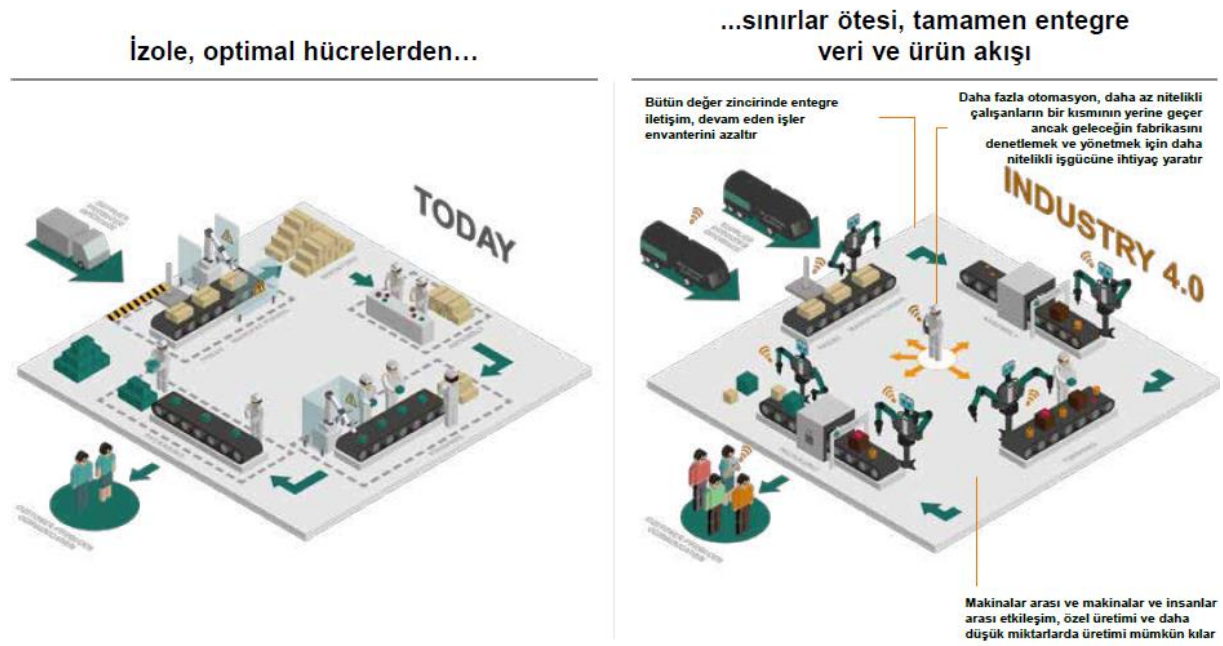 İzole, optimal hücrelerden…
TODAY
...sınırlar ötesi, tamamen entegre
veri ve ürün akışı
Bütün değer zincirinde entegre
iletişim, devam eden işler
envanterini azaltır
Daha fazla otomasyon, daha az nitelikli
çalışanların bir kısmının yerine geçer
ancak geleceğin fabrikasını
denetlemek ve yönetmek için daha
nitelikli işgücüne ihtiyaç yaratır
INDUSTRY 4.0
Makinalar arası ve makinalar ve insanlar
arası etkileşim, özel üretimi ve daha
düşük miktarlarda üretimi mümkün kılar